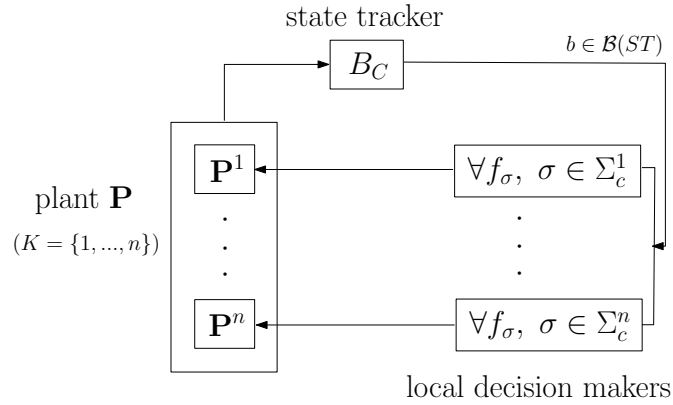 state tracker
B_C
b ∈ 𝓑(ST)
plant **P**
(K = {1, ..., n})
**P**^1
.
.
.
**P**^n
∀f_σ, σ ∈ Σ_c^1
.
.
.
∀f_σ, σ ∈ Σ_c^n
local decision makers